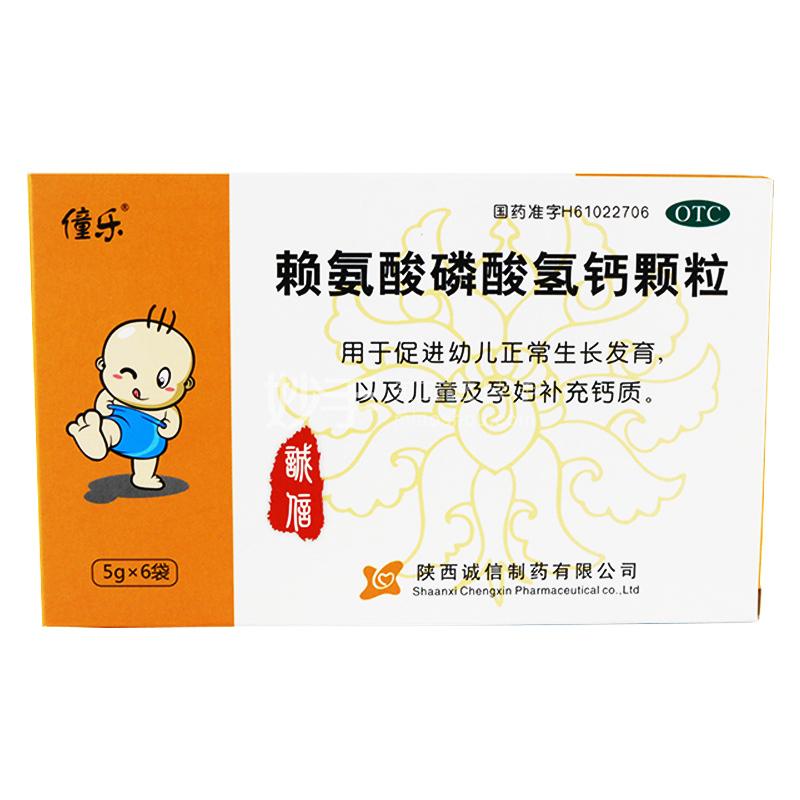 僮乐®
国药准字H61022706 OTC
赖氨酸磷酸氢钙颗粒
用于促进幼儿正常生长发育,
以及儿童及孕妇补充钙质。
誠信
5g×6袋
陕西诚信制药有限公司
Shaanxi Chengxin Pharmaceutical co.,Ltd